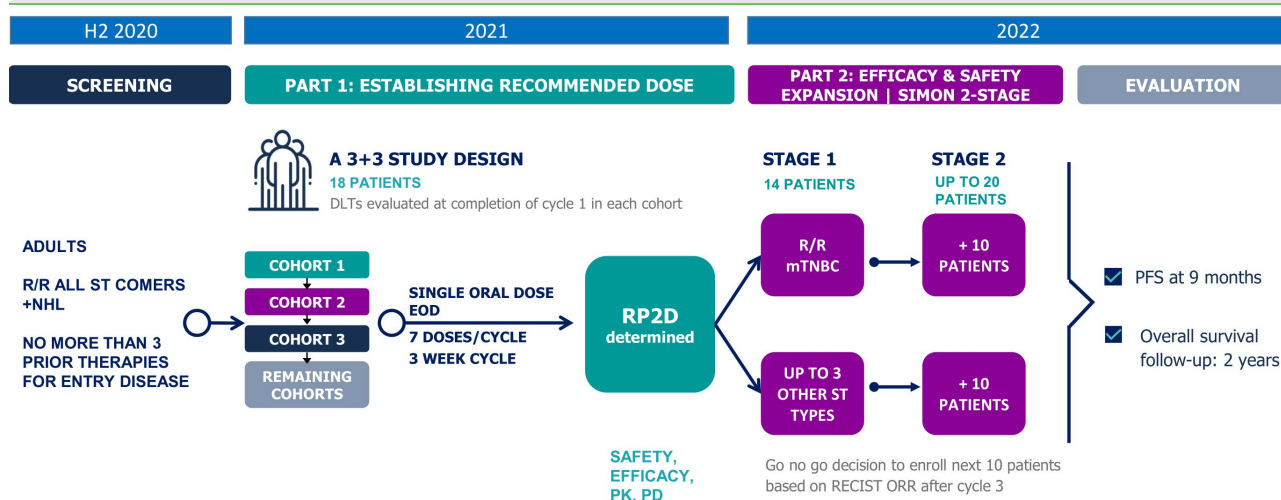 H2 2020
2021
2022
SCREENING
PART 1: ESTABLISHING RECOMMENDED DOSE
PART 2: EFFICACY & SAFETY
EXPANSION | SIMON 2-STAGE
EVALUATION
A 3+3 STUDY DESIGN
18 PATIENTS
DLTs evaluated at completion of cycle 1 in each cohort
ADULTS
R/R ALL ST COMERS
+NHL
NO MORE THAN 3
PRIOR THERAPIES
FOR ENTRY DISEASE
COHORT 1
COHORT 2
COHORT 3
REMAINING
COHORTS
SINGLE ORAL DOSE
EOD
7 DOSES/CYCLE
3 WEEK CYCLE
RP2D
determined
SAFETY,
EFFICACY,
PK, PD
STAGE 1
14 PATIENTS
R/R
mTNBC
UP TO 3
OTHER ST
TYPES
STAGE 2
UP TO 20
PATIENTS
+ 10
PATIENTS
+ 10
PATIENTS
Go no go decision to enroll next 10 patients
based on RECIST ORR after cycle 3
PFS at 9 months
Overall survival
follow-up: 2 years